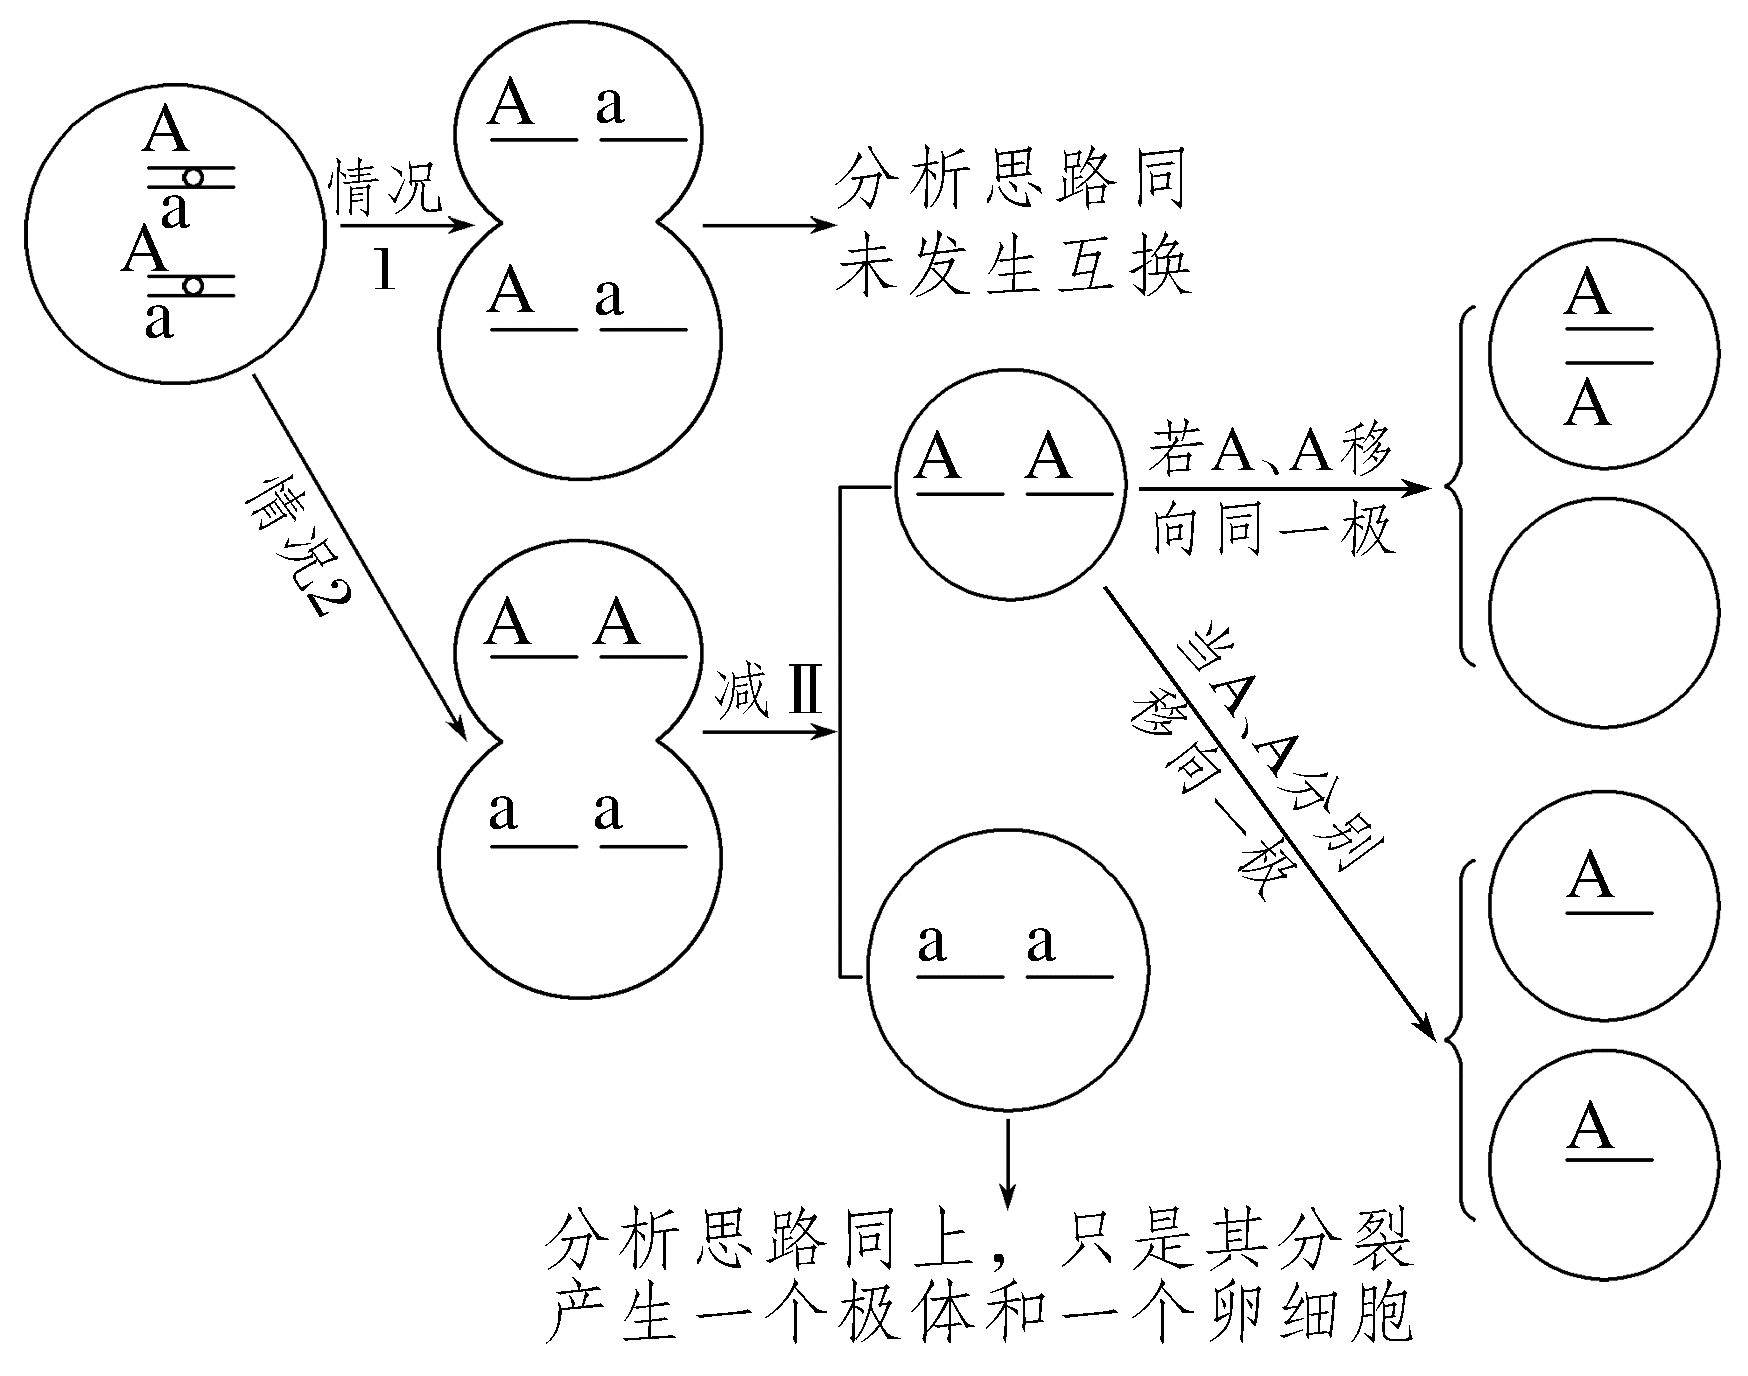 A
a
A
a
情况
1
A a
A a
分析思路同
未发生互换
情况2
A A
a a
减Ⅱ
A A
a a
若A、A移
向同一极
A
A
当A、A分别
移向一极
A
A
分析思路同上，只是其分裂
产生一个极体和一个卵细胞